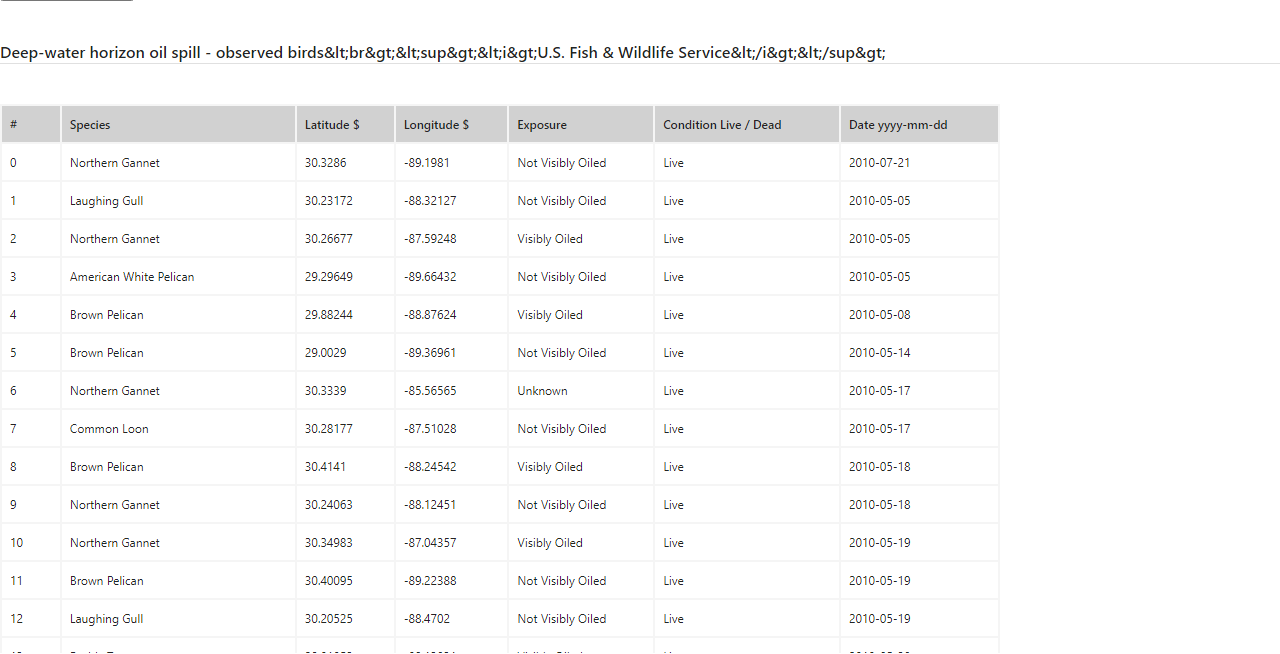 Deep-water horizon oil spill - observed birds&lt;br&gt;&lt;sup&gt;&lt;i&gt;U.S. Fish & Wildlife Service&lt;/i&gt;&lt;/sup&gt;
# Species Latitude $ Longitude $ Exposure Condition Live / Dead Date yyyy-mm-dd
0 Northern Gannet 30.3286 -89.1981 Not Visibly Oiled Live 2010-07-21
1 Laughing Gull 30.23172 -88.32127 Not Visibly Oiled Live 2010-05-05
2 Northern Gannet 30.26677 -87.59248 Visibly Oiled Live 2010-05-05
3 American White Pelican 29.29649 -89.66432 Not Visibly Oiled Live 2010-05-05
4 Brown Pelican 29.88244 -88.87624 Visibly Oiled Live 2010-05-08
5 Brown Pelican 29.0029 -89.36961 Not Visibly Oiled Live 2010-05-14
6 Northern Gannet 30.3339 -85.56565 Unknown Live 2010-05-17
7 Common Loon 30.28177 -87.51028 Not Visibly Oiled Live 2010-05-17
8 Brown Pelican 30.4141 -88.24542 Visibly Oiled Live 2010-05-18
9 Northern Gannet 30.24063 -88.12451 Not Visibly Oiled Live 2010-05-18
10 Northern Gannet 30.34983 -87.04357 Visibly Oiled Live 2010-05-19
11 Brown Pelican 30.40095 -89.22388 Not Visibly Oiled Live 2010-05-19
12 Laughing Gull 30.20525 -88.4702 Not Visibly Oiled Live 2010-05-19